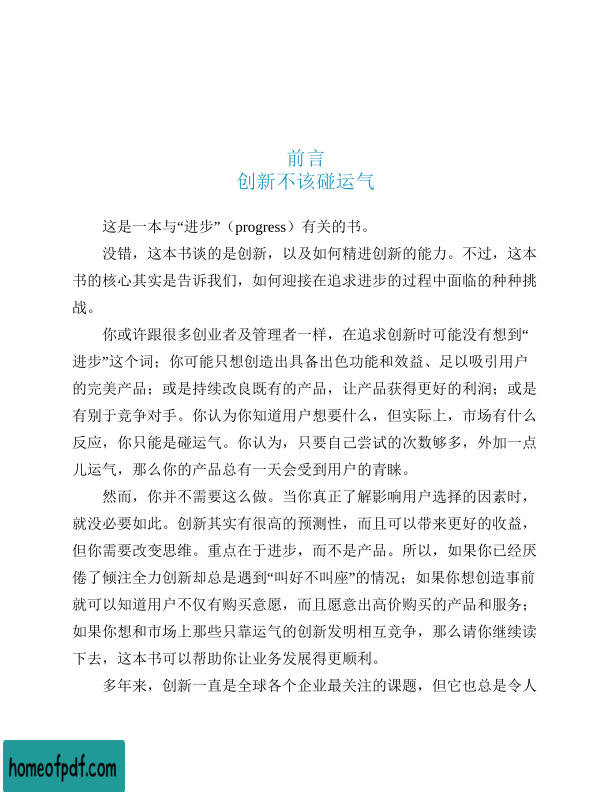 前言
创新不该碰运气
这是一本与“进步”（progress）有关的书。
没错，这本书谈的是创新，以及如何精进创新的能力。不过，这本
书的核心其实是告诉我们，如何迎接在追求进步的过程中面临的种种挑
战。
你或许跟很多创业者及管理者一样，在追求创新时可能没有想到“
进步”这个词；你可能只想创造出具备出色功能和效益、足以吸引用户
的完美产品；或是持续改良既有的产品，让产品获得更好的利润；或是
有别于竞争对手。你认为你知道用户想要什么，但实际上，市场有什么
反应，你只能是碰运气。你认为，只要自己尝试的次数够多，外加一点
儿运气，那么你的产品总有一天会受到用户的青睐。
然而，你并不需要这么做。当你真正了解影响用户选择的因素时，
就没必要如此。创新其实有很高的预测性，而且可以带来更好的收益，
但你需要改变思维。重点在于进步，而不是产品。所以，如果你已经厌
倦了倾注全力创新却总是遇到“叫好不叫座”的情况；如果你想创造事前
就可以知道用户不仅有购买意愿，而且愿意出高价购买的产品和服务；
如果你想和市场上那些只靠运气的创新发明相互竞争，那么请你继续读
下去，这本书可以帮助你让业务发展得更顺利。
多年来，创新一直是全球各个企业最关注的课题，但它也总是令人
homeofpdf.com